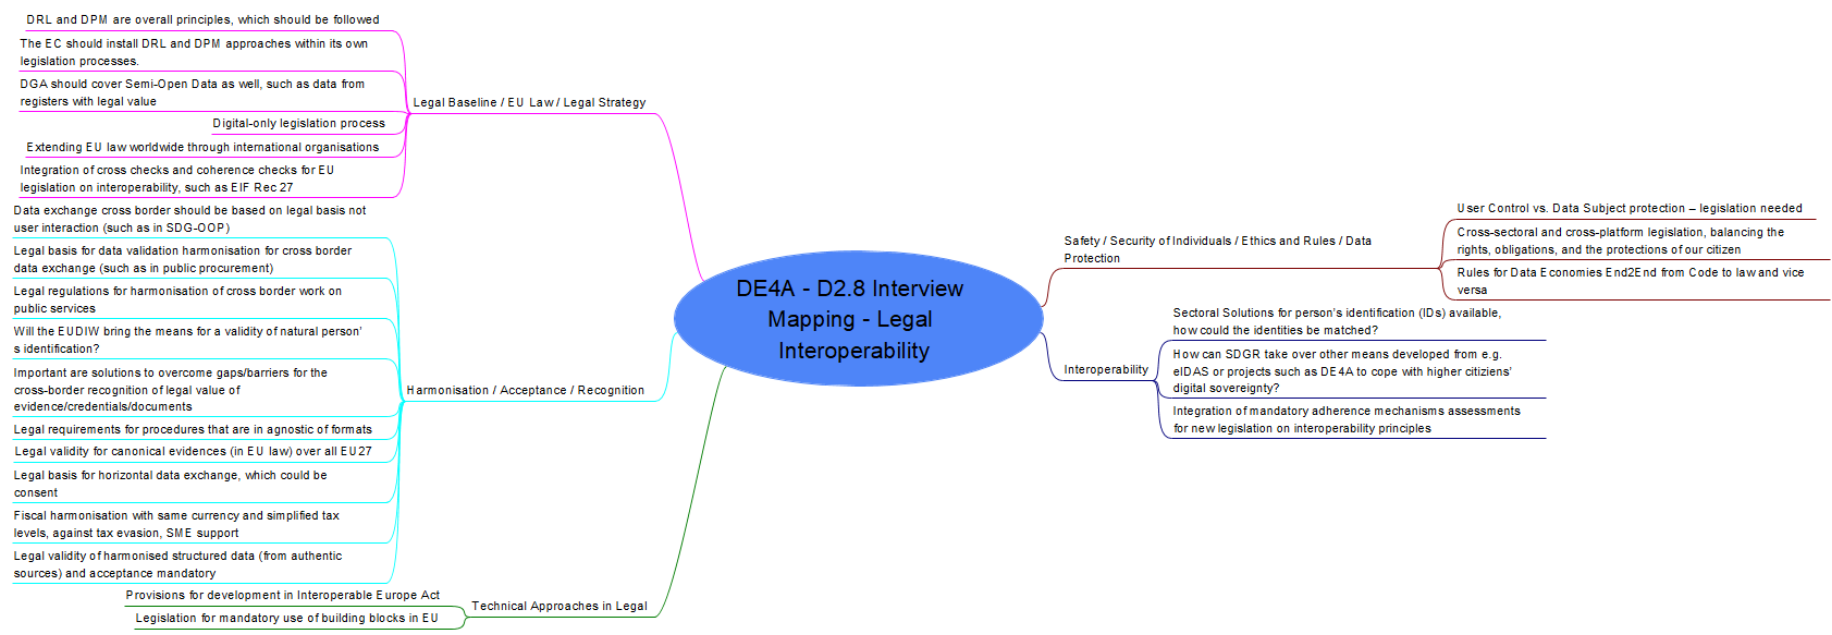 DRL and DPM are overall principles, which should be followed
The EC should install DRL and DPM approaches within its own
legislation processes.
DGA should cover Semi-Open Data as well, such as data from
registers with legal value
Digital-only legislation process
Extending EU law worldwide through international organisations
Integration of cross checks and coherence checks for EU
legislation on interoperability, such as EIF Rec 27
Legal Baseline / EU Law / Legal Strategy
Data exchange cross border should be based on legal basis not
user interaction (such as in SDG-OOP)
Legal basis for data validation harmonisation for cross border
data exchange (such as in public procurement)
Legal regulations for harmonisation of cross border work on
public services
Will the EUDIW bring the means for a validity of natural person'
s identification?
Important are solutions to overcome gaps/barriers for the
cross-border recognition of legal value of
evidence/credentials/documents
Legal requirements for procedures that are in agnostic of formats
Legal validity for canonical evidences (in EU law) over all EU27
Legal basis for horizontal data exchange, which could be
consent
Fiscal harmonisation with same currency and simplified tax
levels, against tax evasion, SME support
Legal validity of harmonised structured data (from authentic
sources) and acceptance mandatory
Harmonisation / Acceptance / Recognition
Provisions for development in Interoperable Europe Act
Legislation for mandatory use of building blocks in EU
Technical Approaches in Legal
DE4A - D2.8 Interview
Mapping - Legal
Interoperability
Safety / Security of Individuals / Ethics and Rules / Data
Protection
User Control vs. Data Subject protection – legislation needed
Cross-sectoral and cross-platform legislation, balancing the
rights, obligations, and the protections of our citizen
Rules for Data Economies End2End from Code to law and vice
versa
Interoperability
Sectoral Solutions for person's identification (IDs) available,
how could the identities be matched?
How can SDGR take over other means developed from e.g.
eIDAS or projects such as DE4A to cope with higher citiziens'
digital sovereignty?
Integration of mandatory adherence mechanisms assessments
for new legislation on interoperability principles